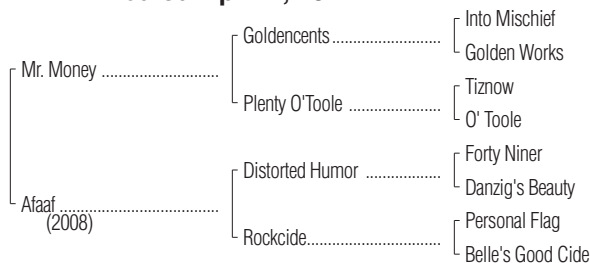 Into Mischief
Goldencents
Golden Works
Mr. Money
Tiznow
Plenty O'Toole
O' Toole
Forty Niner
Distorted Humor
Danzig's Beauty
Afaaf
(2008)
Personal Flag
Rockcide
Belle's Good Cide